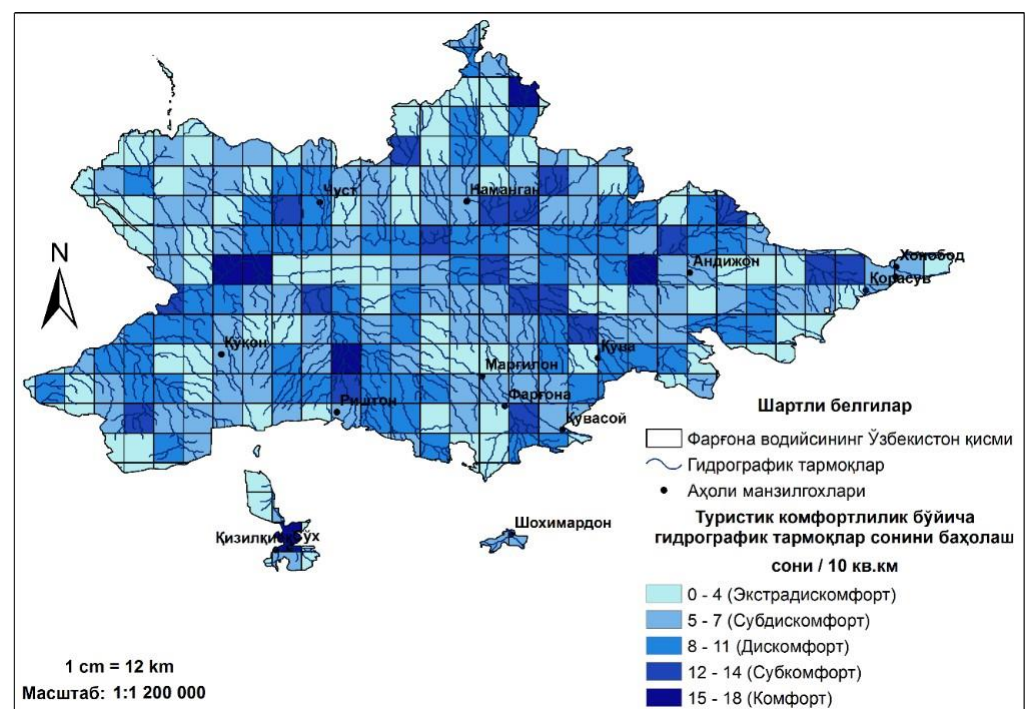 N
Чуст
Наманган
Андижон
Хонобод
Қорасув
Қўқон
Марғилон
Қува
Риштон
Фарғона
Қувасой
Шохимардон
Шартли белгилар
Фарғона водийсининг Ўзбекистон қисми
Гидрографик тармоқлар
Аҳоли манзилгохлари
Туристик комфортлилик бўйича
гидрографик тармоқлар сонини баҳолаш
сони / 10 кв.км
0 - 4 (Экстрадискомфорт)
5 - 7 (Субдискомфорт)
8 - 11 (Дискомфорт)
12 - 14 (Субкомфорт)
15 - 18 (Комфорт)
1 cm = 12 km
Масштаб: 1:1 200 000